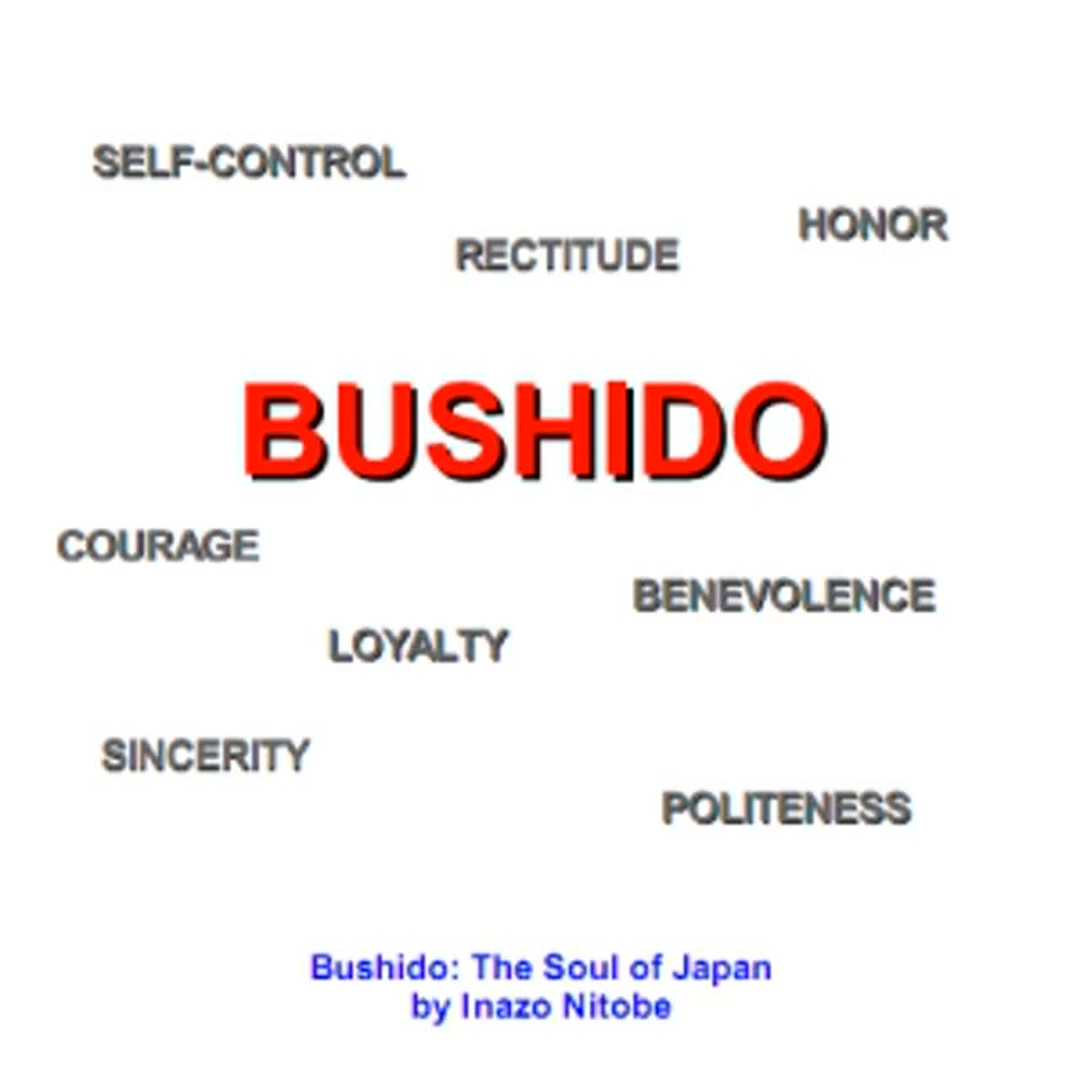 SELF-CONTROL
HONOR
RECTITUDE
BUSHIDO
COURAGE
BENEVOLENCE
LOYALTY
SINCERITY
POLITENESS
Bushido: The Soul of Japan
by Inazo Nitobe